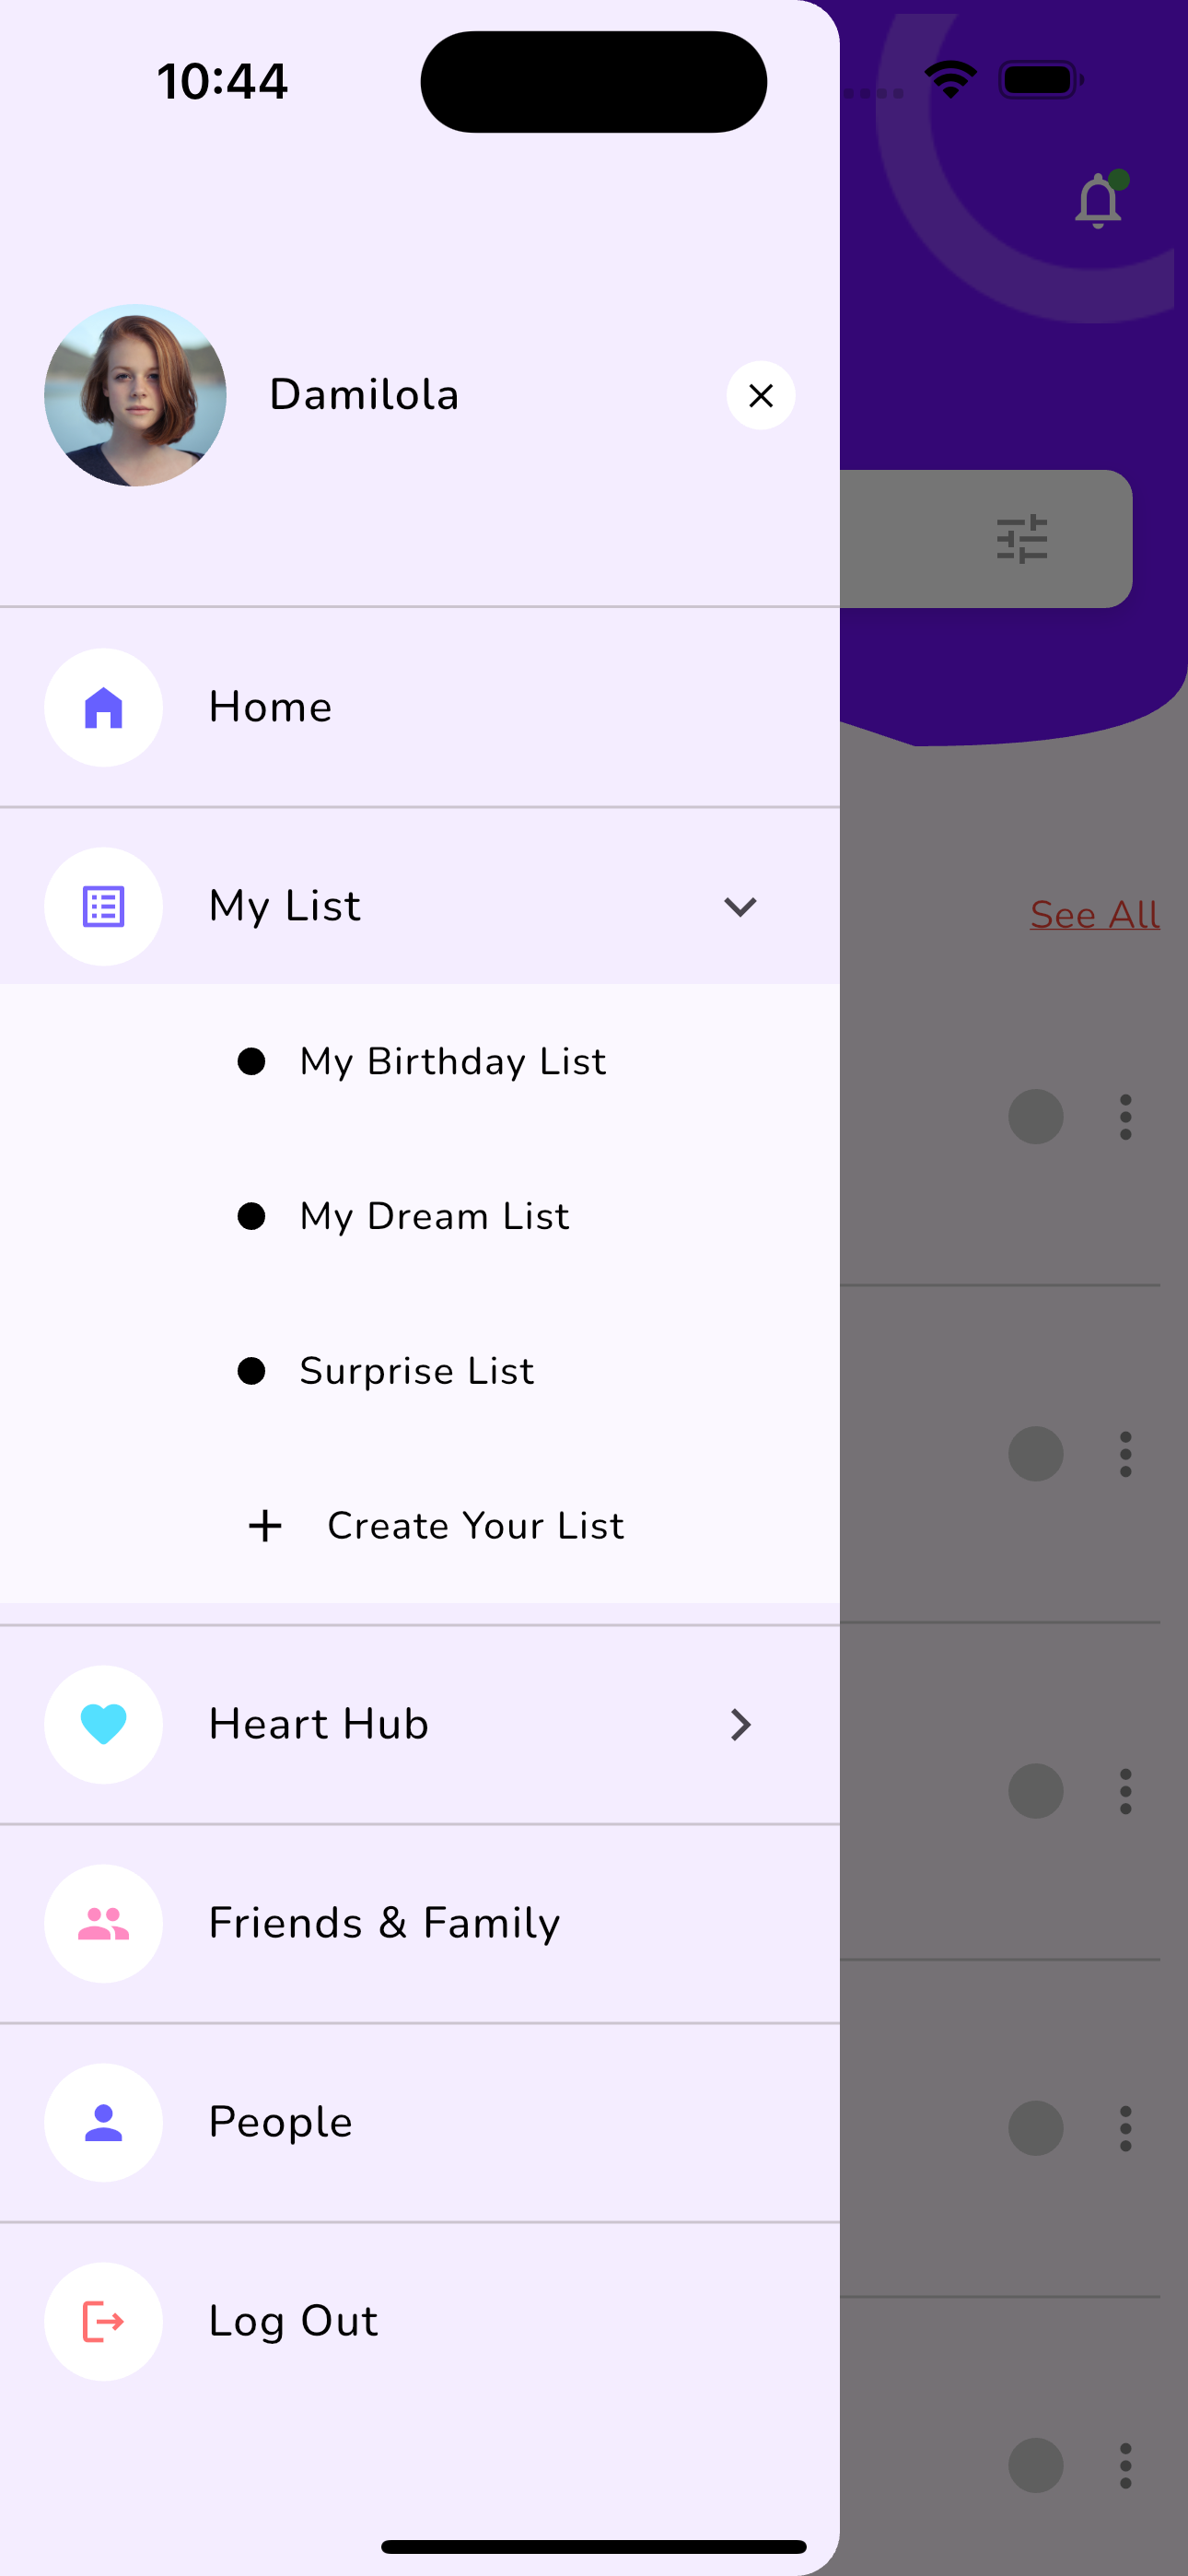 10:44
Damilola
Home
My List
See All
My Birthday List
My Dream List
Surprise List
Create Your List
Heart Hub
Friends & Family
People
Log Out